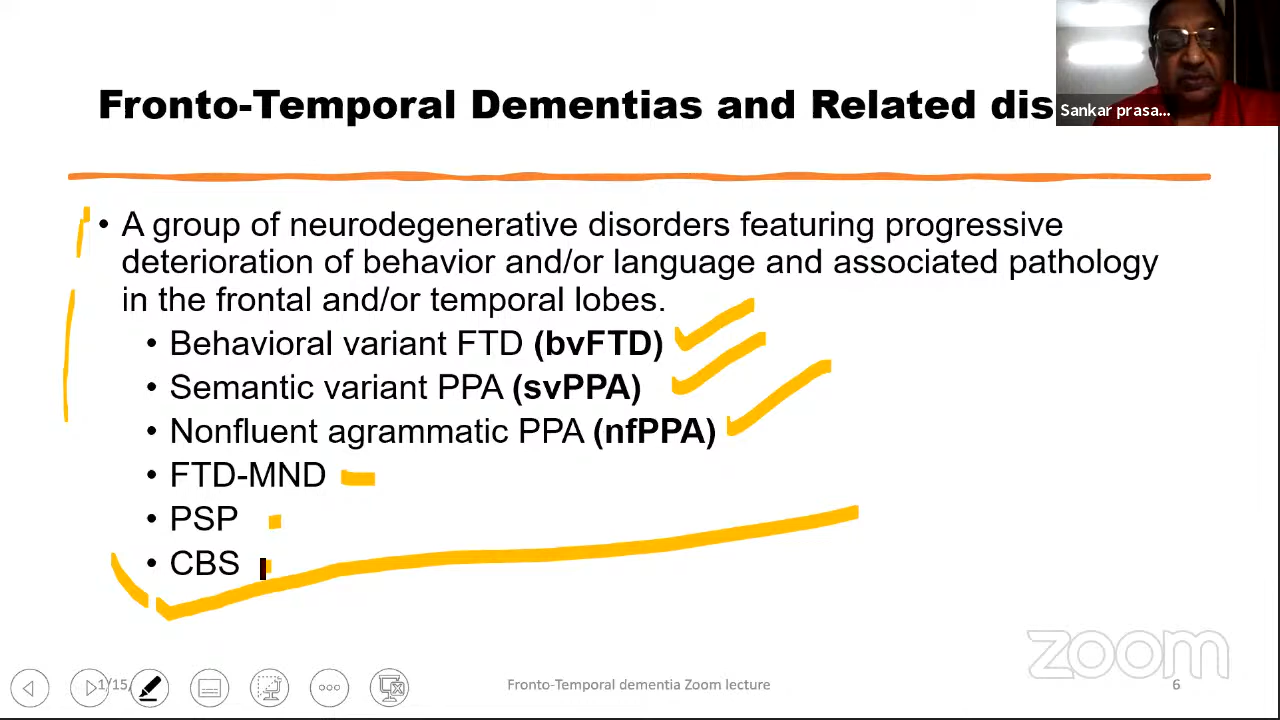 Fronto-Temporal Dementias and Related dis
Sankar prasa...
• A group of neurodegenerative disorders featuring progressive
deterioration of behavior and/or language and associated pathology
in the frontal and/or temporal lobes.
• Behavioral variant FTD (bvFTD)
• Semantic variant PPA (svPPA)
• Nonfluent agrammatic PPA (nfPPA)
• FTD-MND
• PSP
• CBS
zoom
1/15/
Fronto-Temporal dementia Zoom lecture
6